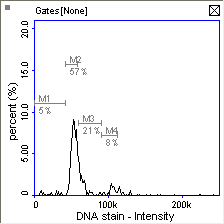 Gates[None]
20.0
M2
57%
15.0
M1
5%
10.0
M3
21%
M4
8%
5.0
0.0
percent (%)
0
100k
200k
DNA stain - Intensity